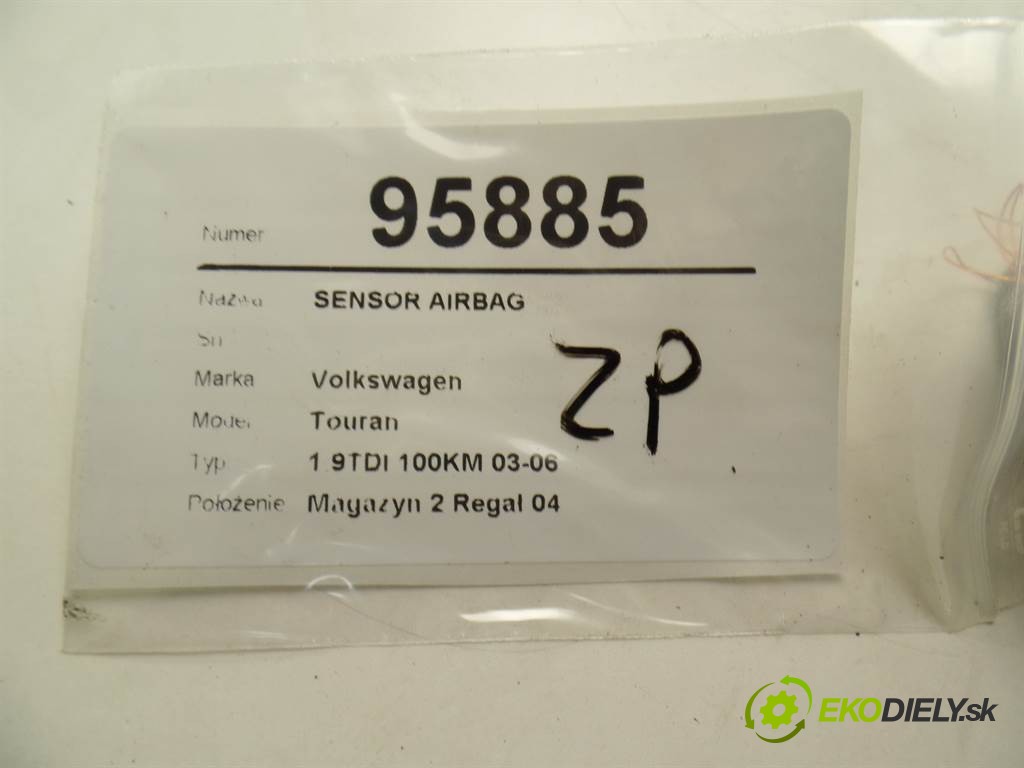 Numer 95885
Nazwa SENSOR AIRBAG
Sn
Marka Volkswagen
Model Touran
Typ 1 9TDI 100KM 03-06
Położenie Magazyn 2 Regal 04
ZP
EKODIELY.sk